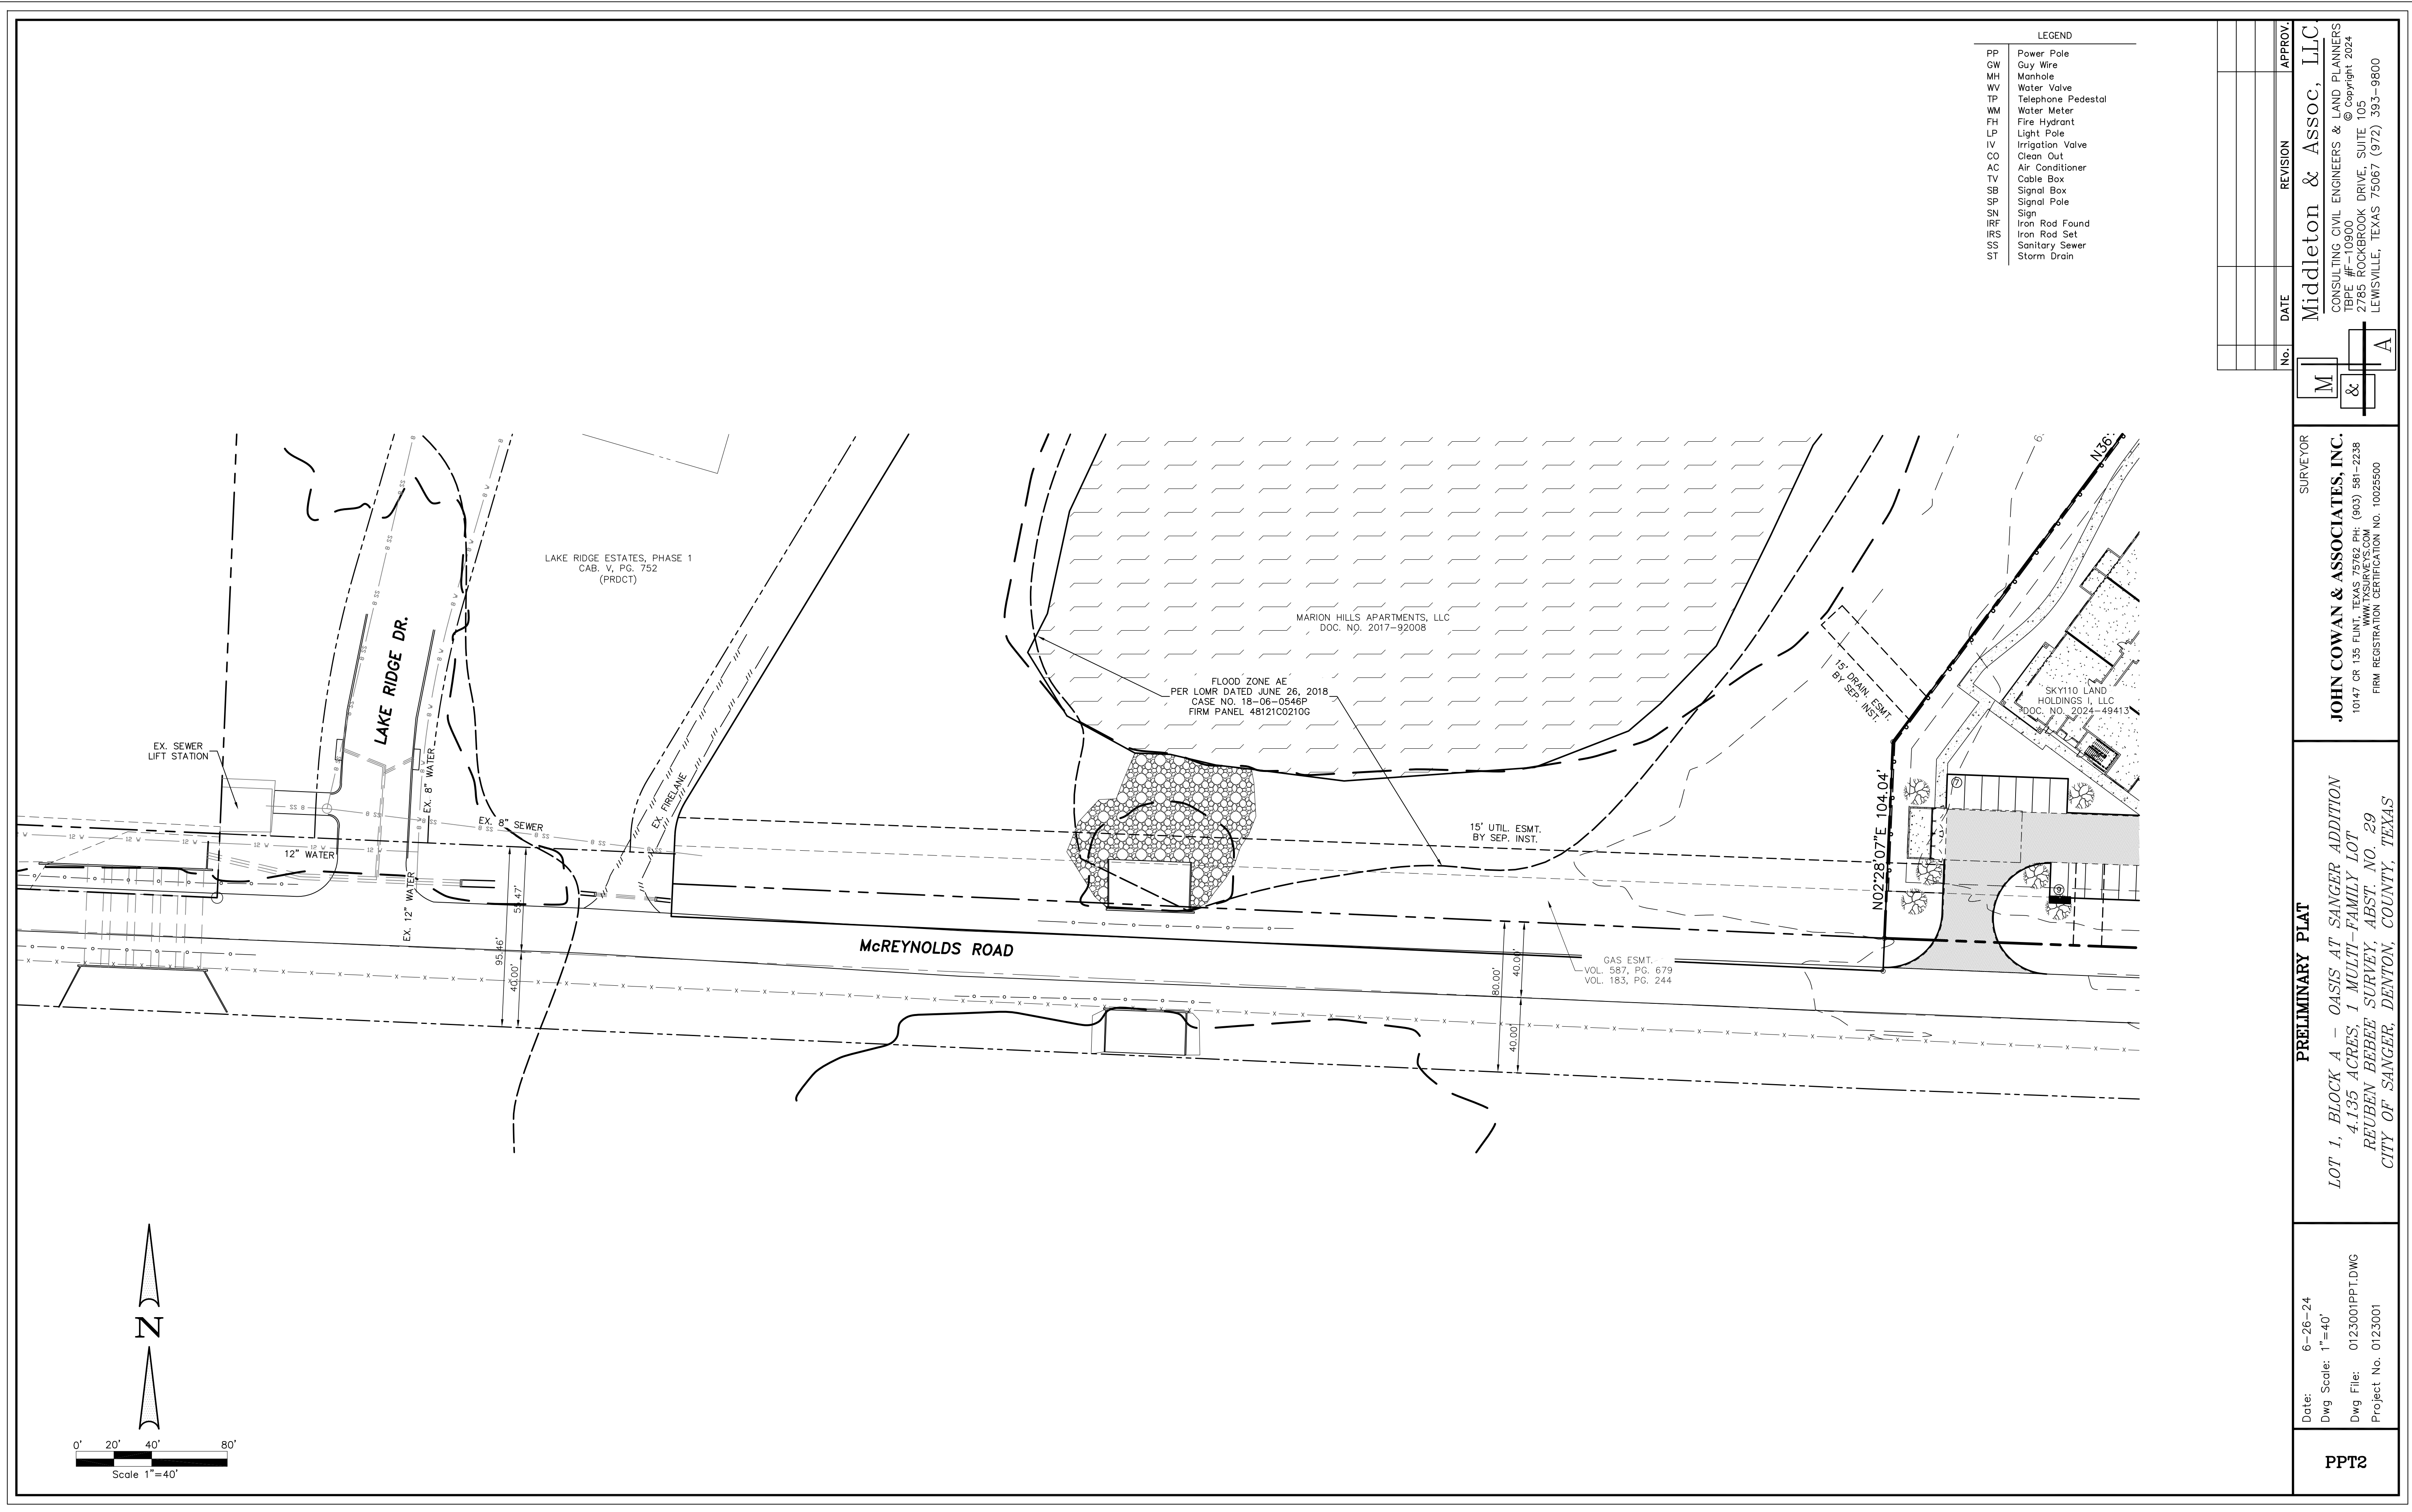 LEGEND
PP Power Pole
GW Guy Wire
MH Manhole
WV Water Valve
TP Telephone Pedestal
WM Water Meter
FH Fire Hydrant
LP Light Pole
IV Irrigation Valve
CO Clean Out
AC Air Conditioner
TV Cable Box
SB Signal Box
SP Signal Pole
SN Sign
IRF Iron Rod Found
IRS Iron Rod Set
SS Sanitary Sewer
ST Storm Drain
LAKE RIDGE ESTATES, PHASE 1
CAB. V, PG. 752
(PRDCT)
LAKE RIDGE DR.
EX. SEWER
LIFT STATION
EX. 8" WATER
EX. 8" SEWER
12" WATER
EX. 12" WATER
EX. FIRELANE
8 SS
8 W
12 W
55.47'
95.46'
40.00'
McREYNOLDS ROAD
MARION HILLS APARTMENTS, LLC
DOC. NO. 2017-92008
FLOOD ZONE AE
PER LOMR DATED JUNE 26, 2018
CASE NO. 18-06-0546P
FIRM PANEL 48121C0210G
15' UTIL. ESMT.
BY SEP. INST.
15' DRAIN. ESMT.
BY SEP. INST.
80.00'
40.00'
40.00'
GAS ESMT.
VOL. 587, PG. 679
VOL. 183, PG. 244
N02°28'07"E 104.04'
N36°
SKY110 LAND
HOLDINGS I, LLC
DOC. NO. 2024-49413
7
9
N
0' 20' 40' 80'
Scale 1"=40'
No. DATE REVISION APPROV.
M & A
Middleton & Assoc, LLC.
CONSULTING CIVIL ENGINEERS & LAND PLANNERS
TBPE #F-10900 © Copyright 2024
2785 ROCKBROOK DRIVE, SUITE 105
LEWISVILLE, TEXAS 75067 (972) 393-9800
SURVEYOR
JOHN COWAN & ASSOCIATES, INC.
10147 CR 135 FLINT, TEXAS 75762 PH: (903) 581-2238
WWW.TXSURVEYS.COM
FIRM REGISTRATION CERTIFICATION NO. 10025500
PRELIMINARY PLAT
LOT 1, BLOCK A - OASIS AT SANGER ADDITION
4.135 ACRES, 1 MULTI-FAMILY LOT
REUBEN BEBEE SURVEY, ABST. NO. 29
CITY OF SANGER, DENTON, COUNTY, TEXAS
Date: 6-26-24
Dwg Scale: 1"=40'
Dwg File: 0123001PPT.DWG
Project No. 0123001
PPT2